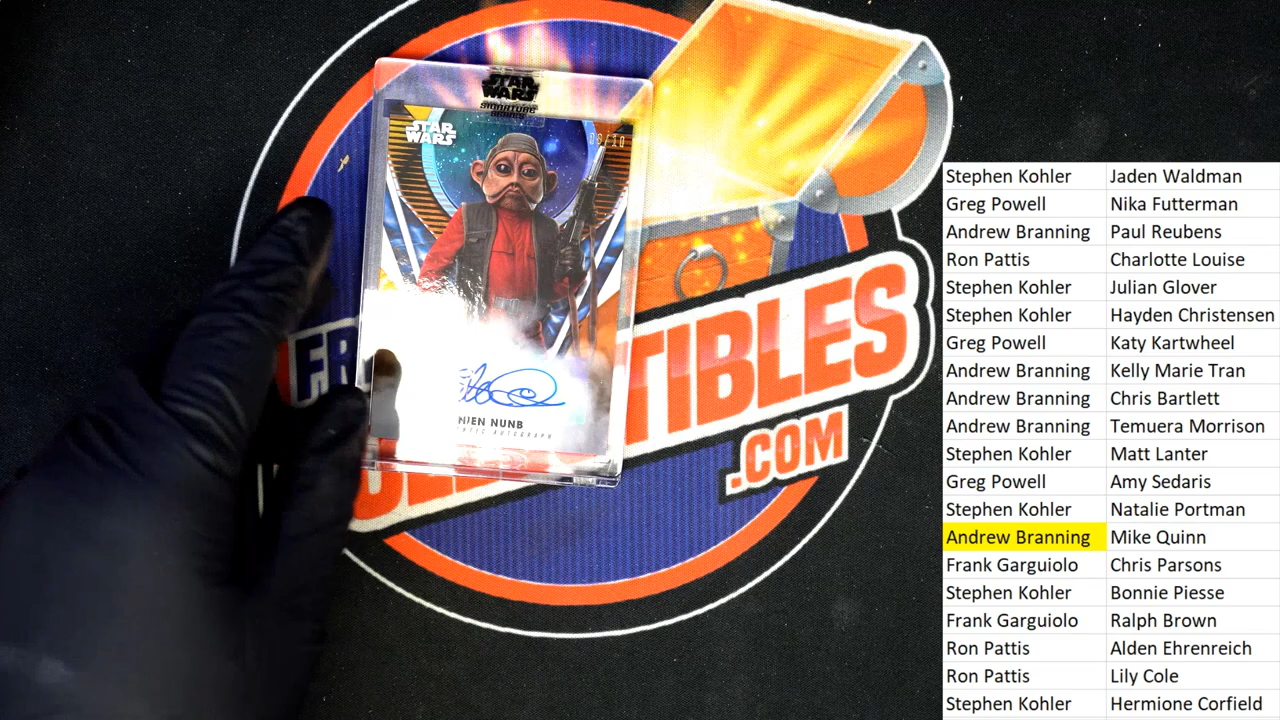 STAR
WARS
SIGNATURE
SERIES
STAR
WARS
NIEN NUNB
AUTOGRAPH
FR
TIBLES
.COM
Stephen Kohler Jaden Waldman
Greg Powell Nika Futterman
Andrew Branning Paul Reubens
Ron Pattis Charlotte Louise
Stephen Kohler Julian Glover
Stephen Kohler Hayden Christensen
Greg Powell Katy Kartwheel
Andrew Branning Kelly Marie Tran
Andrew Branning Chris Bartlett
Andrew Branning Temuera Morrison
Stephen Kohler Matt Lanter
Greg Powell Amy Sedaris
Stephen Kohler Natalie Portman
Andrew Branning Mike Quinn
Frank Garguiolo Chris Parsons
Stephen Kohler Bonnie Piesse
Frank Garguiolo Ralph Brown
Ron Pattis Alden Ehrenreich
Ron Pattis Lily Cole
Stephen Kohler Hermione Corfield